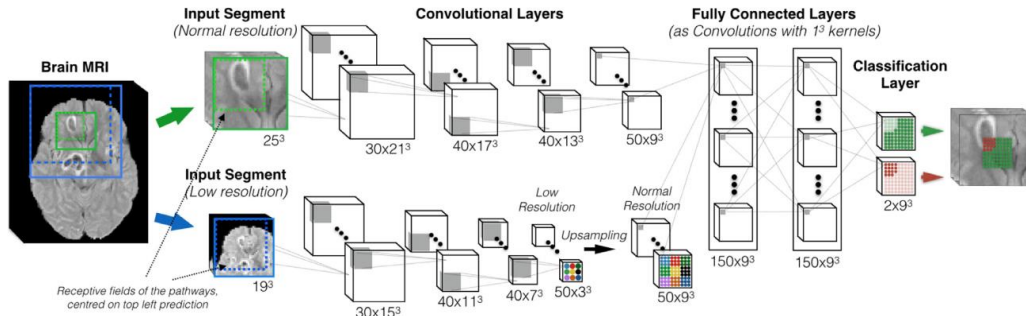 Brain MRI
Input Segment
(Normal resolution)
25³
Convolutional Layers
30x21³
40x17³
40x13³
50x9³
Fully Connected Layers
(as Convolutions with 1³ kernels)
Classification
Layer
Input Segment
(Low resolution)
19³
30x15³
40x11³
40x7³
50x3³
Low
Resolution
Upsampling
Normal
Resolution
50x9³
150x9³
150x9³
2x9³
Receptive fields of the pathways,
centred on top left prediction